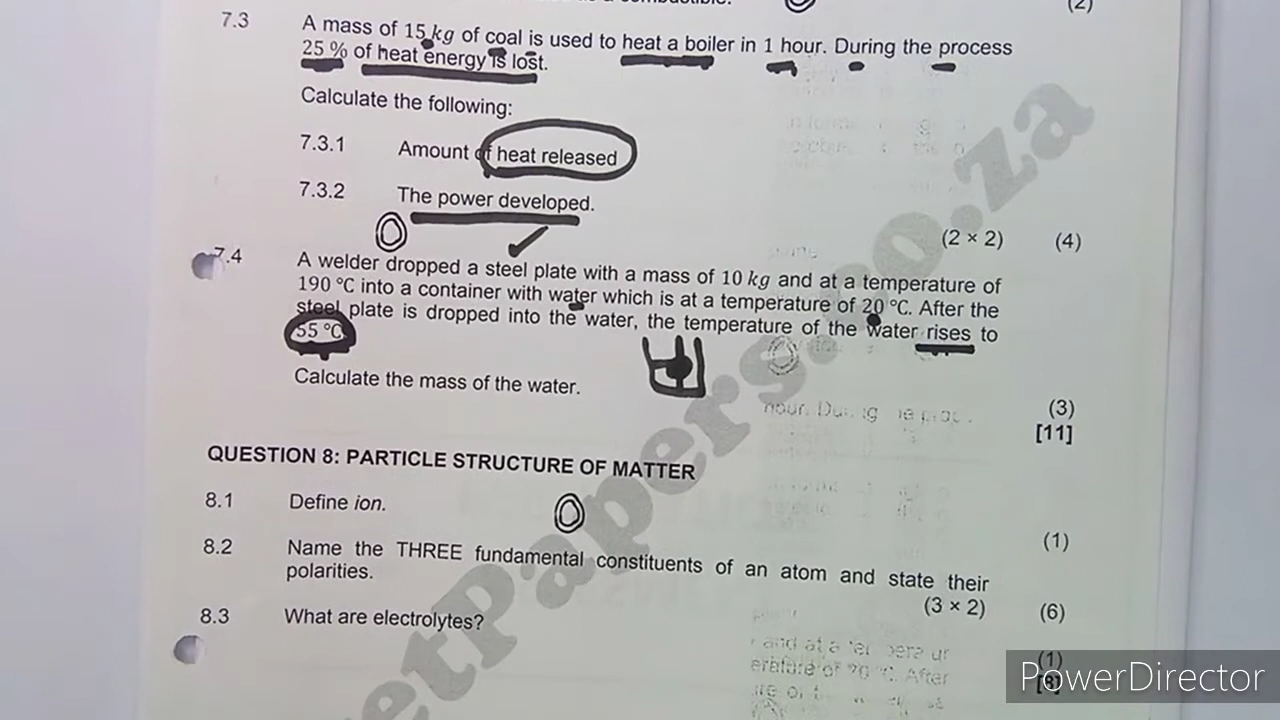 (2)
7.3 A mass of 15 kg of coal is used to heat a boiler in 1 hour. During the process
25 % of heat energy is lost.
Calculate the following:
7.3.1 Amount of heat released
7.3.2 The power developed.
(2 × 2) (4)
7.4 A welder dropped a steel plate with a mass of 10 kg and at a temperature of
190 °C into a container with water which is at a temperature of 20 °C. After the
steel plate is dropped into the water, the temperature of the water rises to
55 °C
Calculate the mass of the water.
(3)
[11]
QUESTION 8: PARTICLE STRUCTURE OF MATTER
8.1 Define ion.
(1)
8.2 Name the THREE fundamental constituents of an atom and state their
polarities.
(3 × 2) (6)
8.3 What are electrolytes?
(1)
[8]
etPapers.co.za
PowerDirector